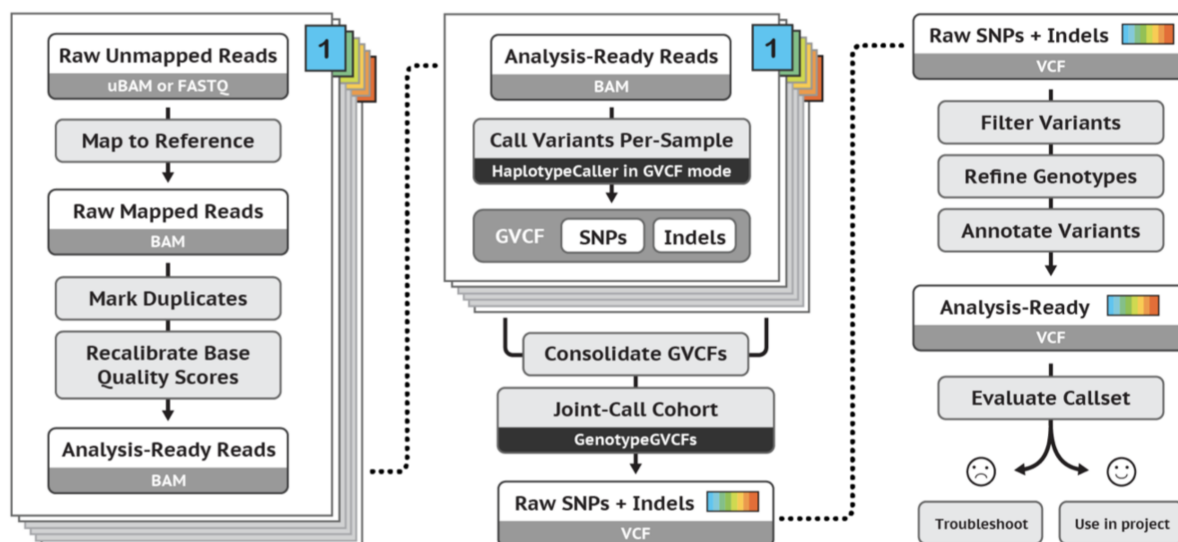 1
Raw Unmapped Reads
uBAM or FASTQ
Map to Reference
Raw Mapped Reads
BAM
Mark Duplicates
Recalibrate Base
Quality Scores
Analysis-Ready Reads
BAM
1
Analysis-Ready Reads
BAM
Call Variants Per-Sample
HaplotypeCaller in GVCF mode
GVCF SNPs Indels
Consolidate GVCFs
Joint-Call Cohort
GenotypeGVCFs
Raw SNPs + Indels
VCF
Raw SNPs + Indels
VCF
Filter Variants
Refine Genotypes
Annotate Variants
Analysis-Ready
VCF
Evaluate Callset
Troubleshoot
Use in project